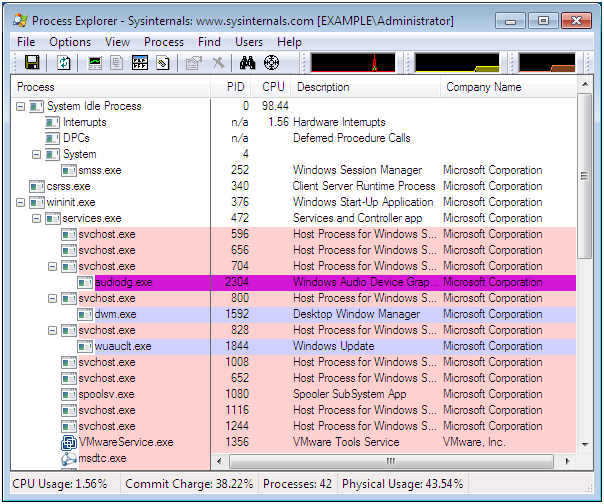 Process Explorer - Sysinternals: www.sysinternals.com [EXAMPLE\Administrator]
File Options View Process Find Users Help
Process PID CPU Description Company Name
System Idle Process 0 98.44
Interrupts n/a 1.56 Hardware Interrupts
DPCs n/a Deferred Procedure Calls
System 4
smss.exe 252 Windows Session Manager Microsoft Corporation
csrss.exe 340 Client Server Runtime Process Microsoft Corporation
wininit.exe 376 Windows Start-Up Application Microsoft Corporation
services.exe 472 Services and Controller app Microsoft Corporation
svchost.exe 596 Host Process for Windows S... Microsoft Corporation
svchost.exe 656 Host Process for Windows S... Microsoft Corporation
svchost.exe 704 Host Process for Windows S... Microsoft Corporation
audiodg.exe 2304 Windows Audio Device Grap... Microsoft Corporation
svchost.exe 800 Host Process for Windows S... Microsoft Corporation
dwm.exe 1592 Desktop Window Manager Microsoft Corporation
svchost.exe 828 Host Process for Windows S... Microsoft Corporation
wuauclt.exe 1844 Windows Update Microsoft Corporation
svchost.exe 1008 Host Process for Windows S... Microsoft Corporation
svchost.exe 652 Host Process for Windows S... Microsoft Corporation
spoolsv.exe 1080 Spooler SubSystem App Microsoft Corporation
svchost.exe 1116 Host Process for Windows S... Microsoft Corporation
svchost.exe 1244 Host Process for Windows S... Microsoft Corporation
VMwareService.exe 1356 VMware Tools Service VMware, Inc.
msdtc.exe
CPU Usage: 1.56% Commit Charge: 38.22% Processes: 42 Physical Usage: 43.54%